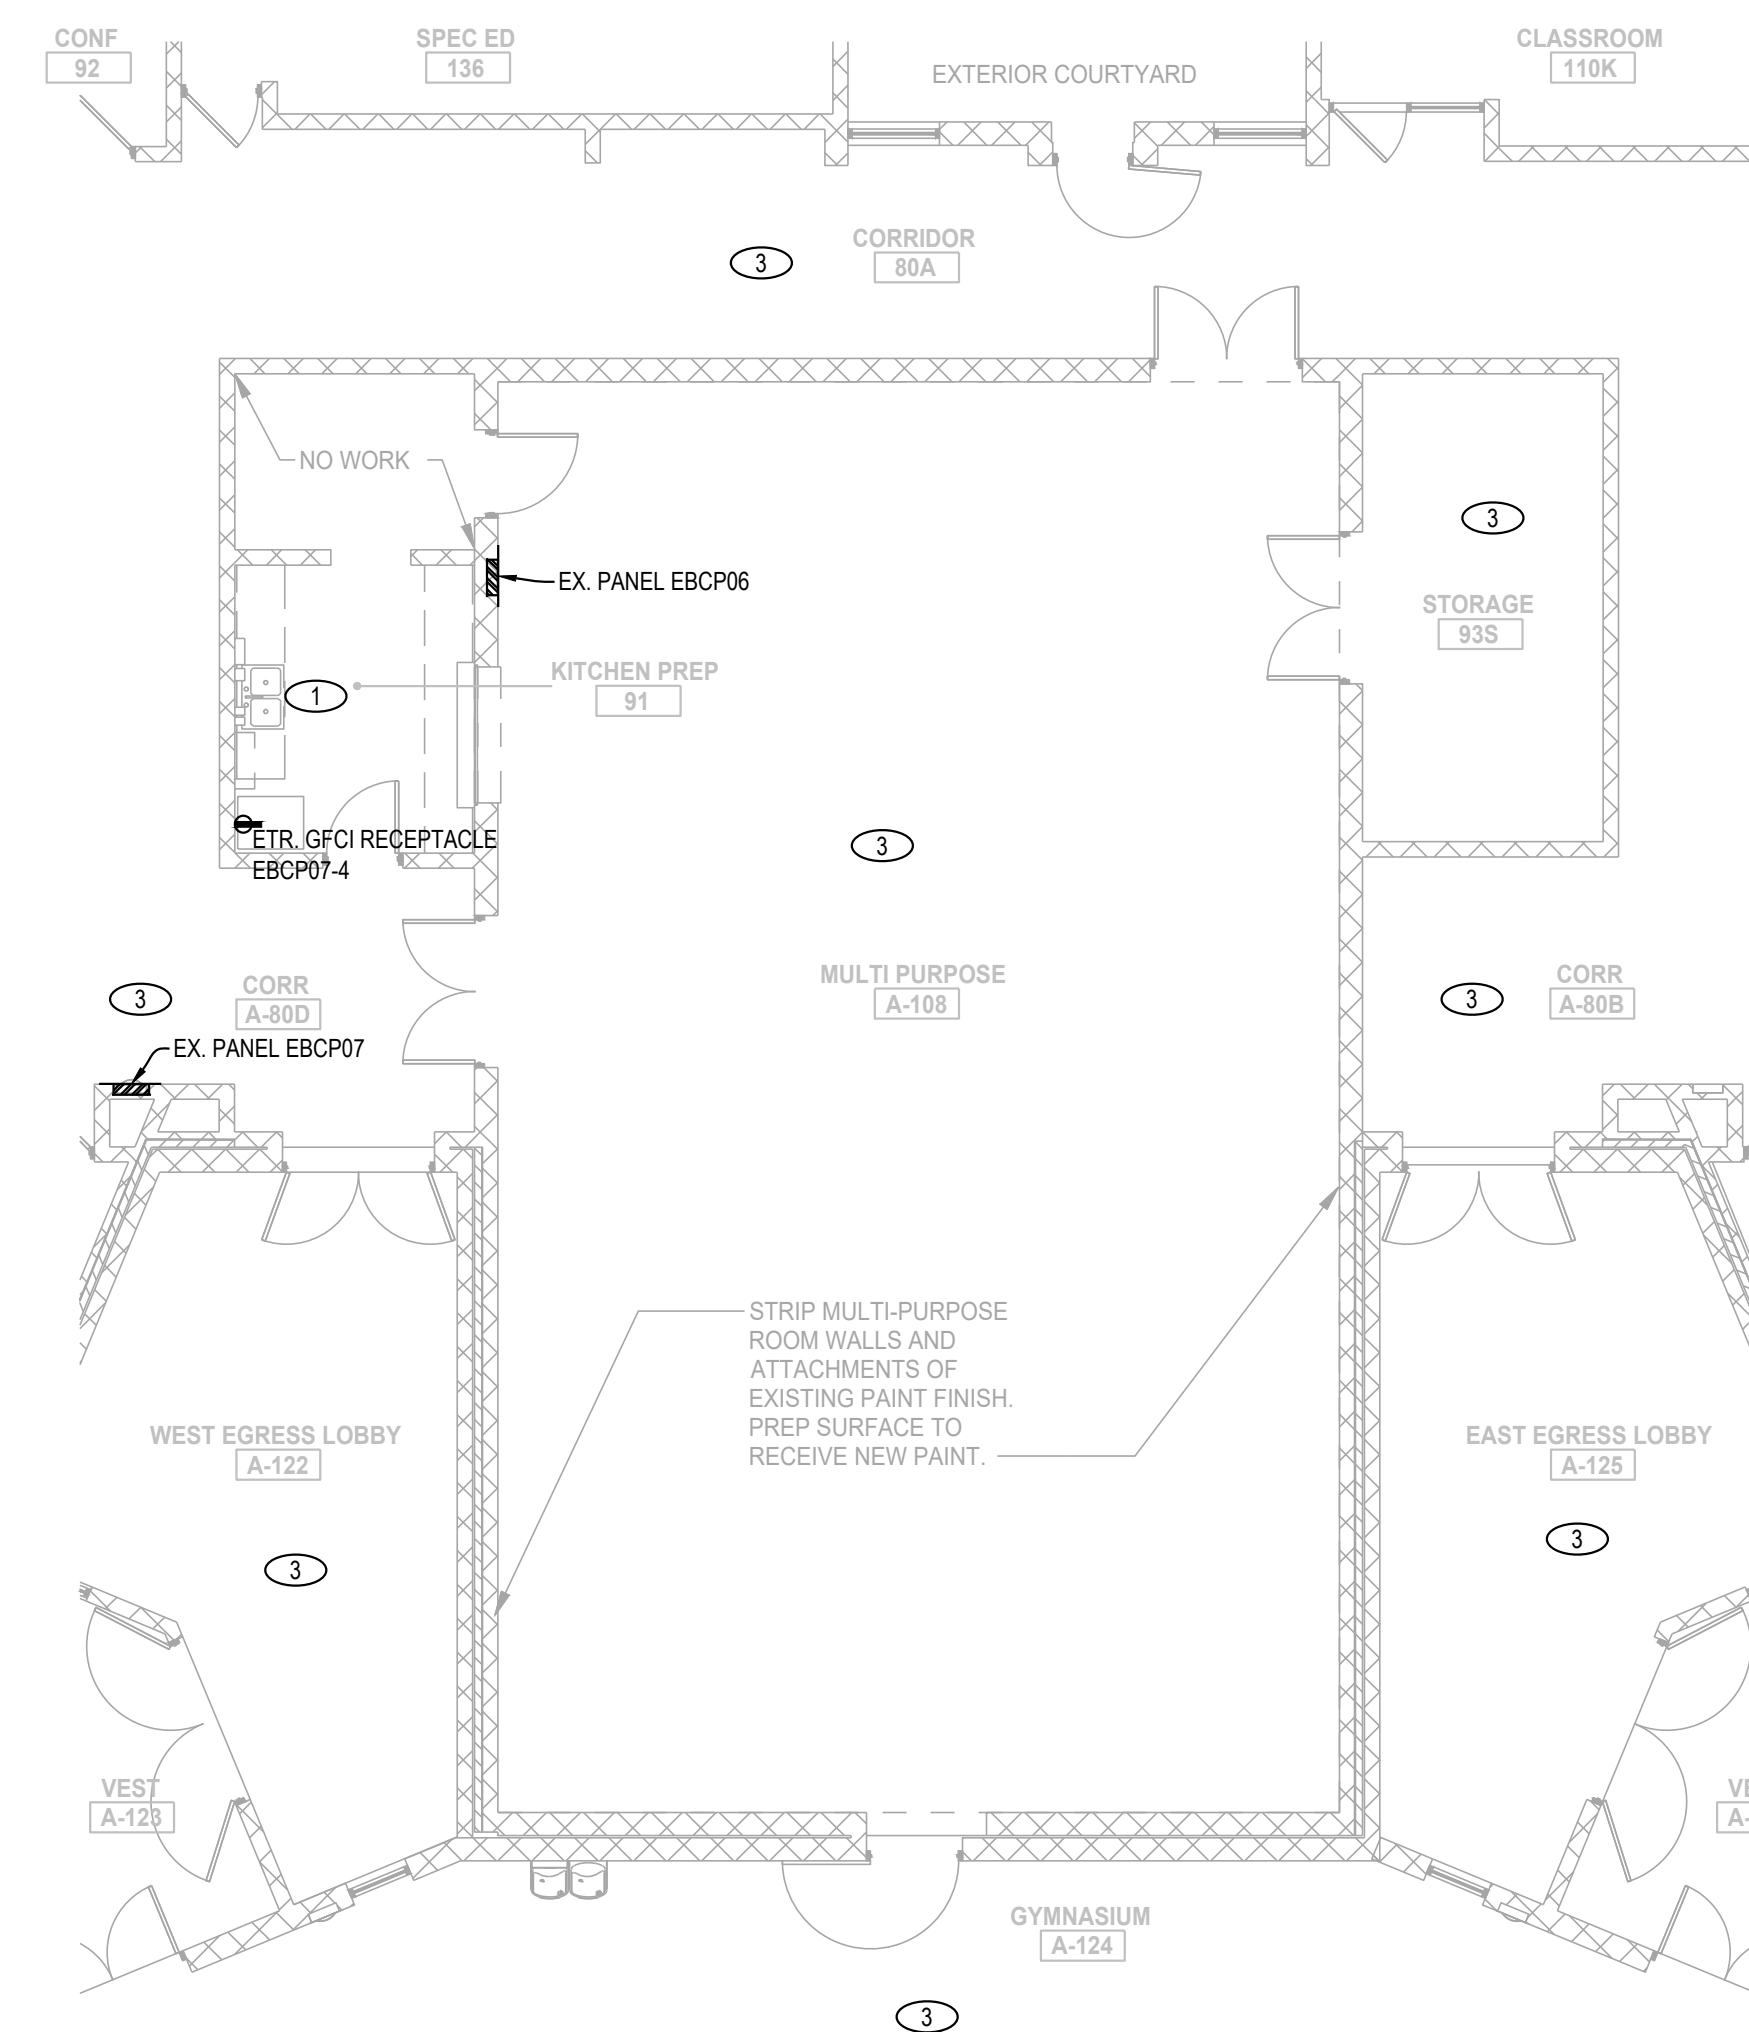 CONF
92
SPEC ED
136
EXTERIOR COURTYARD
CLASSROOM
110K
CORRIDOR
80A
3
NO WORK
3
EX. PANEL EBCP06
STORAGE
93S
KITCHEN PREP
91
1
ETR. GFCI RECEPTACLE
EBCP07-4
3
MULTI PURPOSE
A-108
CORR
A-80D
3
EX. PANEL EBCP07
CORR
A-80B
3
STRIP MULTI-PURPOSE
ROOM WALLS AND
ATTACHMENTS OF
EXISTING PAINT FINISH.
PREP SURFACE TO
RECEIVE NEW PAINT.
WEST EGRESS LOBBY
A-122
3
EAST EGRESS LOBBY
A-125
3
VEST
A-123
VE
A-
GYMNASIUM
A-124
3